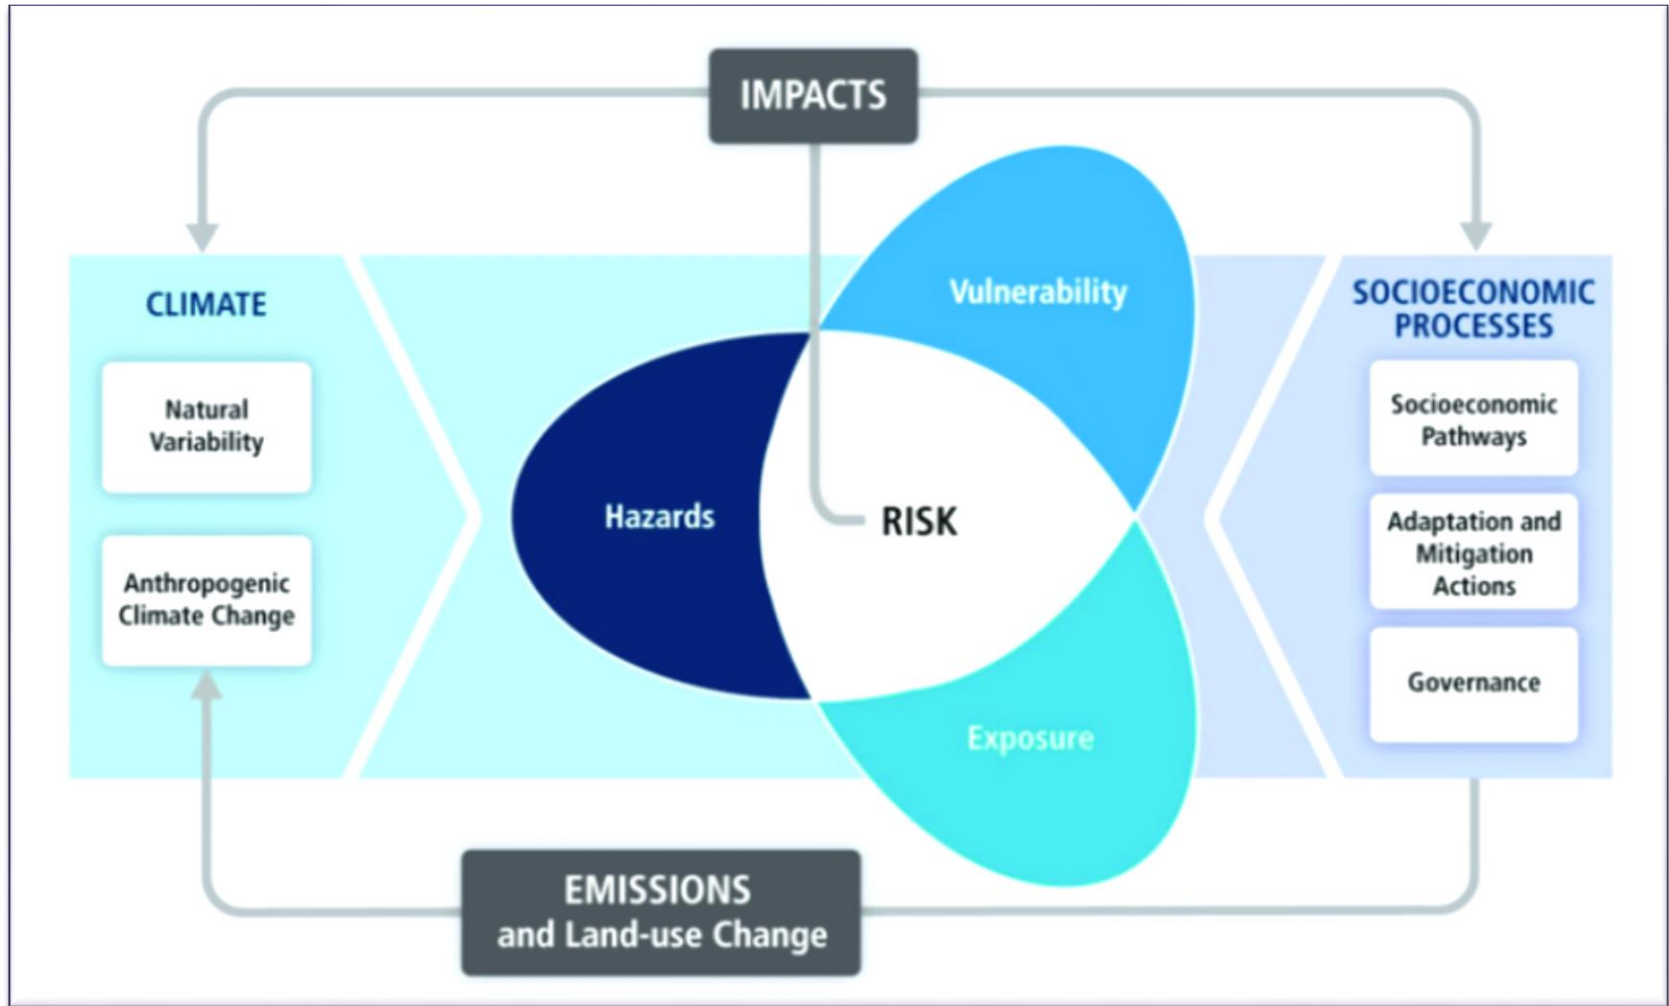 IMPACTS
CLIMATE
Natural
Variability
Anthropogenic
Climate Change
Hazards
Vulnerability
RISK
Exposure
SOCIOECONOMIC
PROCESSES
Socioeconomic
Pathways
Adaptation and
Mitigation
Actions
Governance
EMISSIONS
and Land-use Change